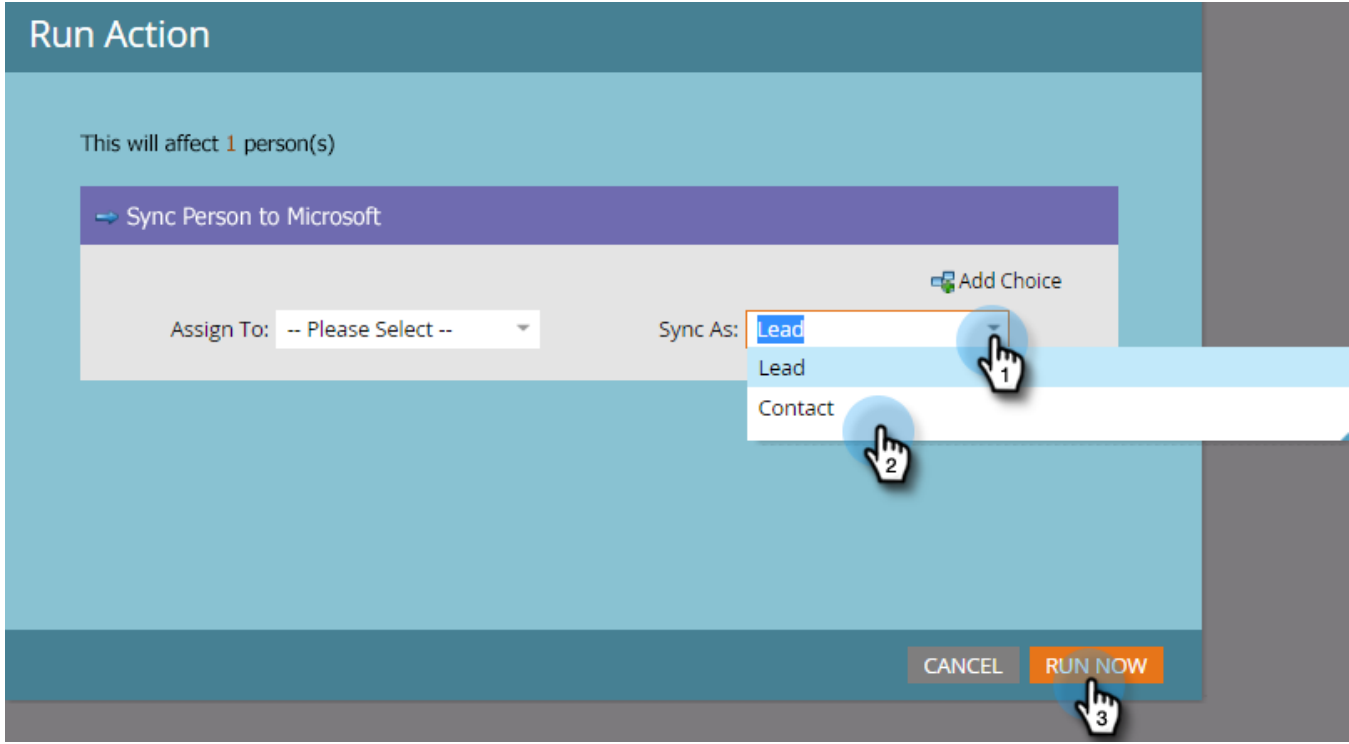 Run Action
This will affect 1 person(s)
Sync Person to Microsoft
Add Choice
Assign To: -- Please Select -- Sync As: Lead
Lead
1
Contact
2
CANCEL RUN NOW
3